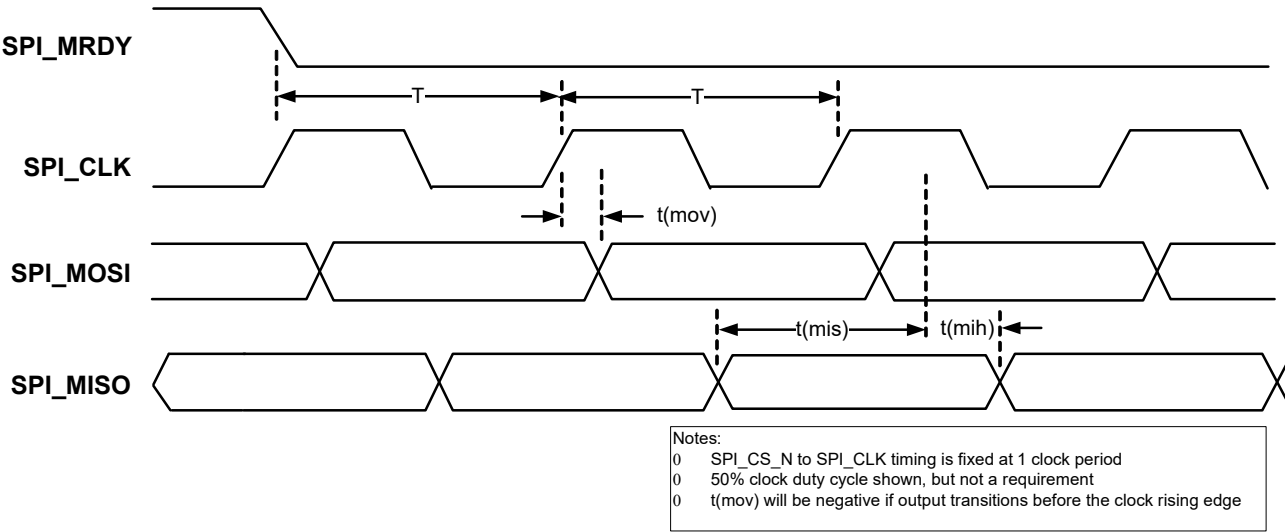 SPI_MRDY
T T
SPI_CLK
t(mov)
SPI_MOSI
t(mis) t(mih)
SPI_MISO
Notes:
0 SPI_CS_N to SPI_CLK timing is fixed at 1 clock period
0 50% clock duty cycle shown, but not a requirement
0 t(mov) will be negative if output transitions before the clock rising edge